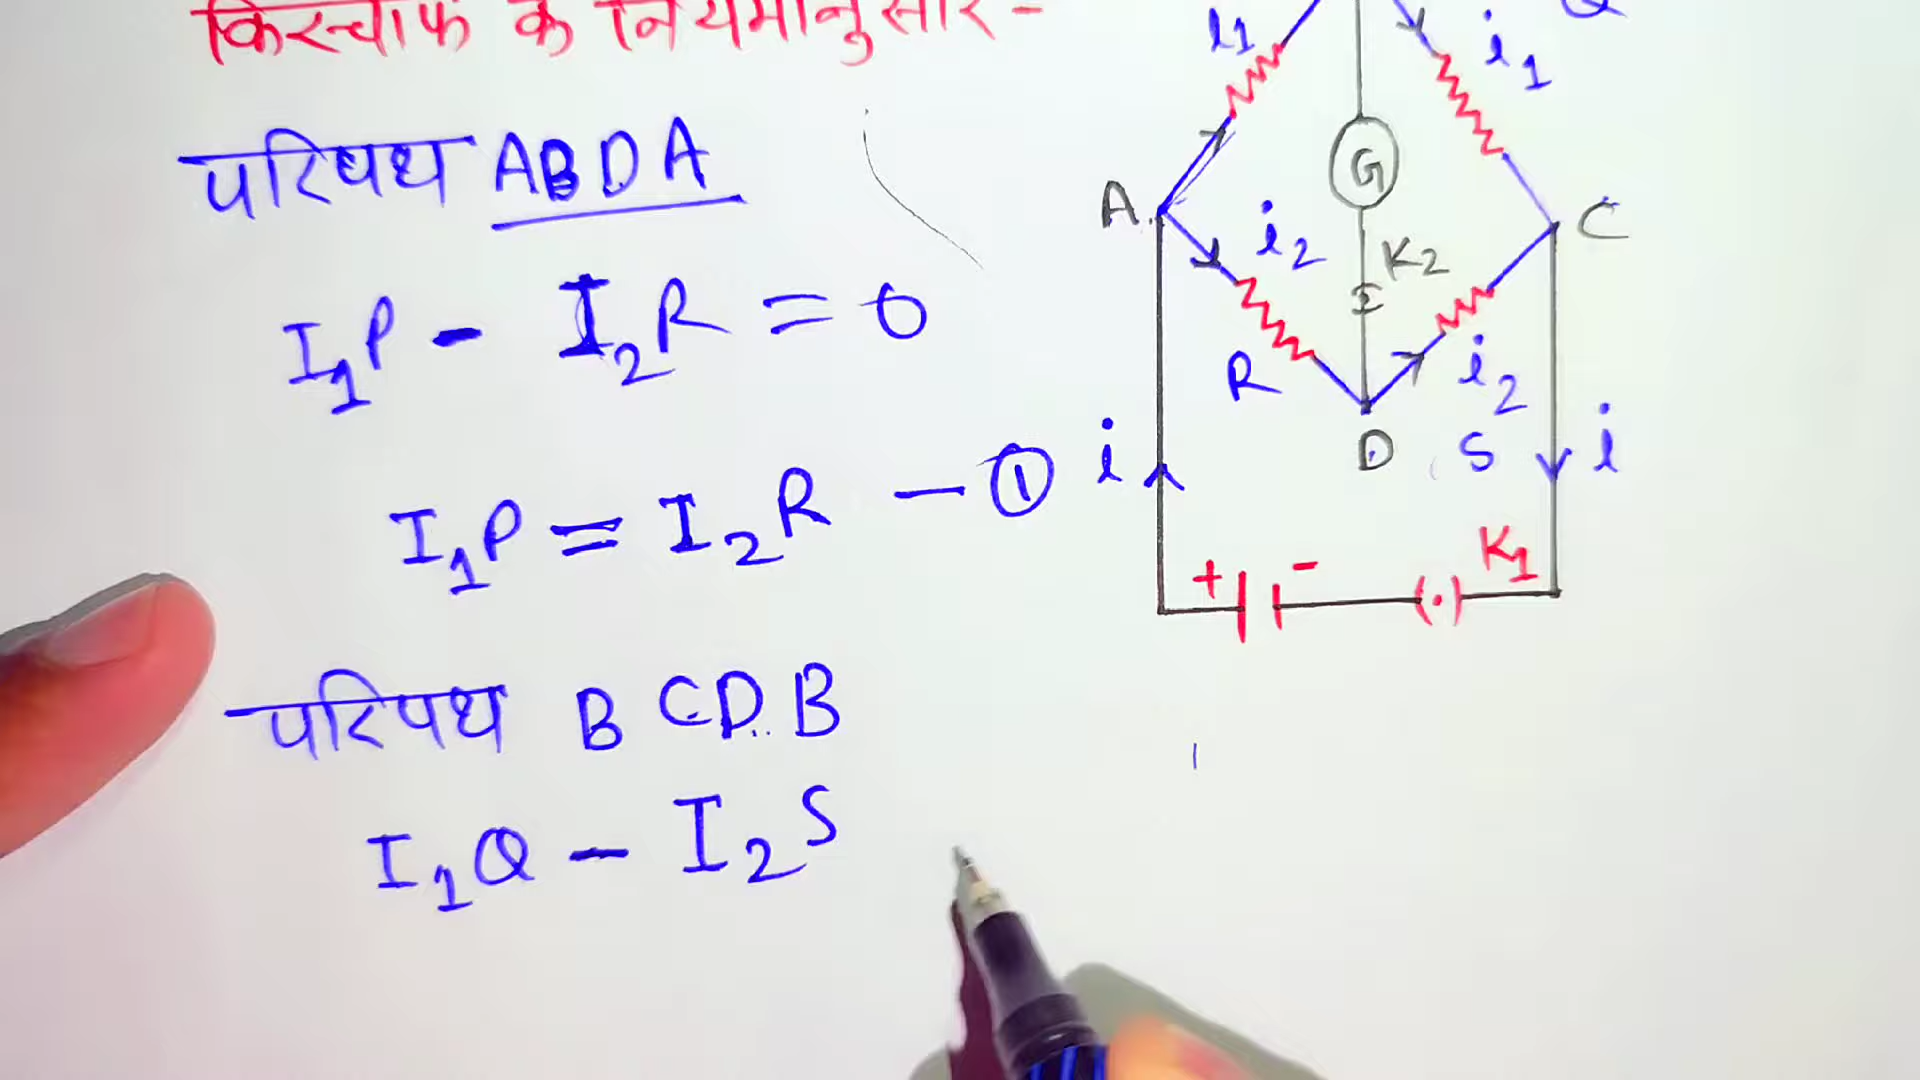 किरचॉफ के नियमानुसार-
परिपथ ABDA
I₁P - I₂R = 0
I₁P = I₂R - ①
परिपथ B C D B
I₁Q - I₂S
i₁
i₁
G
A
C
i₂
K₂
R
i₂
D
S
i
i
K₁
+ -